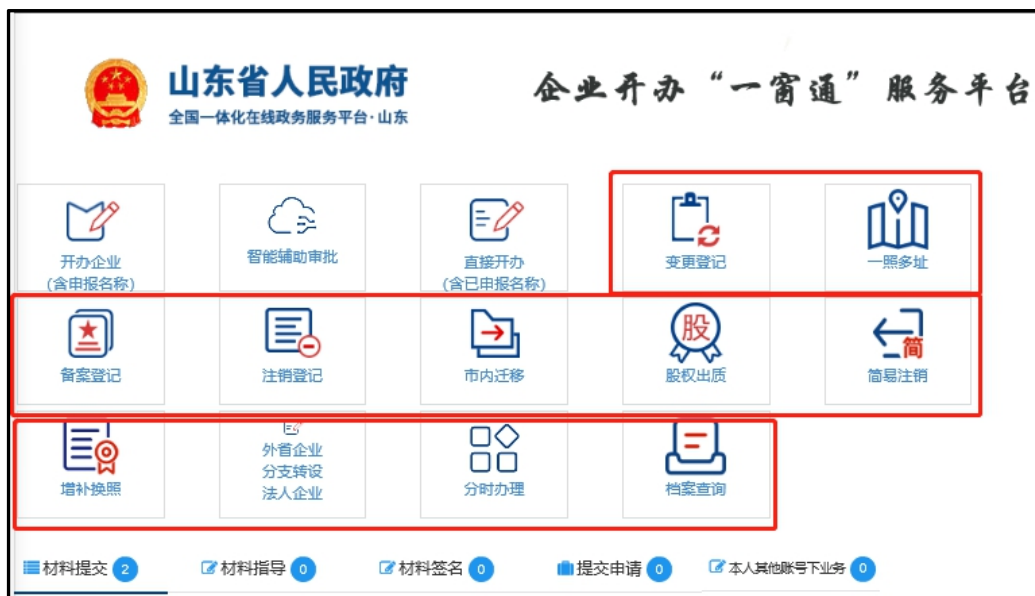 山东省人民政府
全国一体化在线政务服务平台·山东
企业开办“一窗通”服务平台
开办企业
(含申报名称)
智能辅助审批
直接开办
(含已申报名称)
变更登记
一照多址
备案登记
注销登记
市内迁移
股
股权出质
简
简易注销
增补换照
外省企业
分支转设
法人企业
分时办理
档案查询
材料提交 2
材料指导 0
材料签名 0
提交申请 0
本人其他账号下业务 0